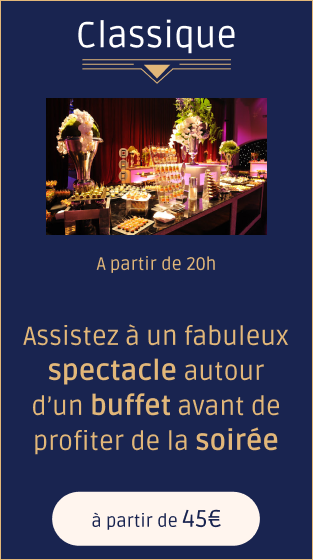 Classique
A partir de 20h
Assistez à un fabuleux
spectacle autour
d’un buffet avant de
profiter de la soirée
à partir de 45€